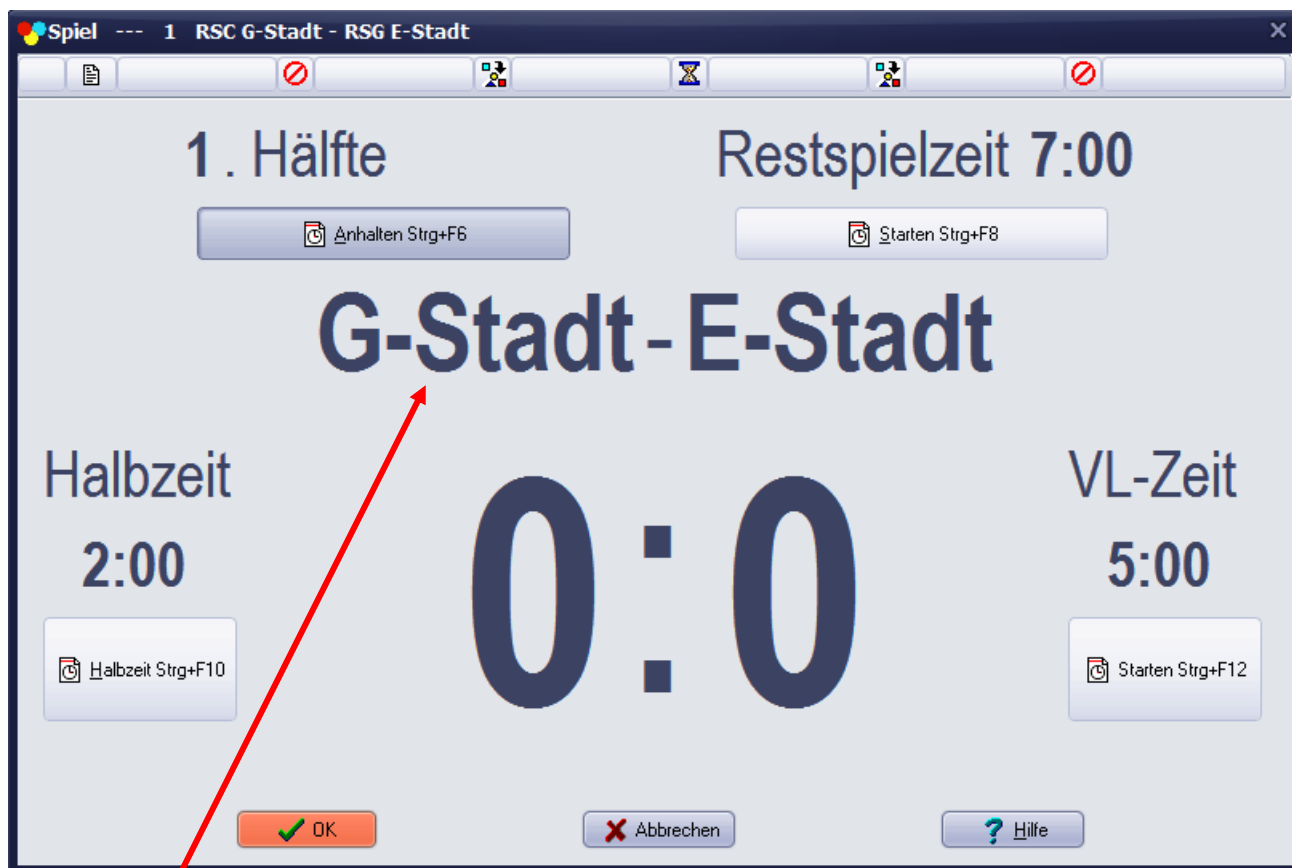 Spiel --- 1 RSC G-Stadt - RSG E-Stadt
1. Hälfte
Restspielzeit 7:00
Anhalten Strg+F6
Starten Strg+F8
G-Stadt - E-Stadt
Halbzeit
2:00
Halbzeit Strg+F10
0:0
VL-Zeit
5:00
Starten Strg+F12
OK
Abbrechen
Hilfe